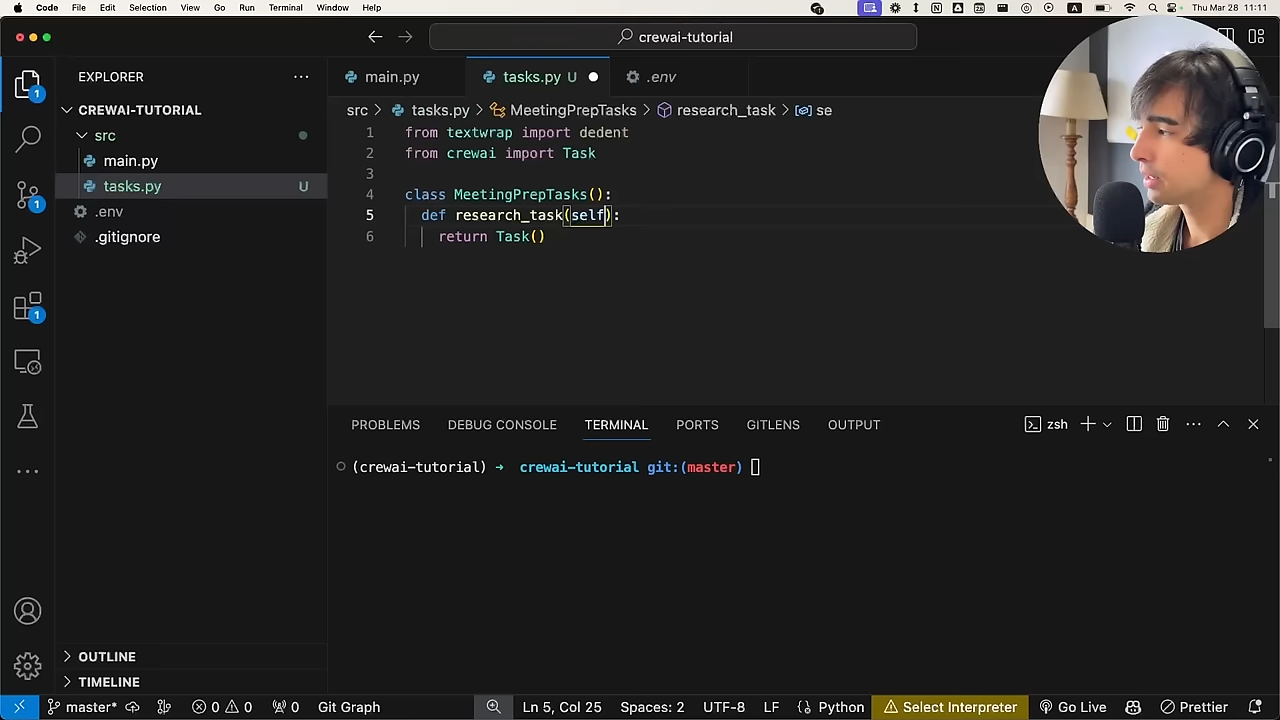 Code File Edit Selection View Go Run Terminal Window Help
Thu Mar 28 11:11
crewai-tutorial
EXPLORER
main.py
tasks.py U
.env
CREWAI-TUTORIAL
src > tasks.py > MeetingPrepTasks > research_task > se
src
main.py
tasks.py U
.env
.gitignore
1 from textwrap import dedent
2 from crewai import Task
3
4 class MeetingPrepTasks():
5 def research_task(self):
6 return Task()
1
1
1
PROBLEMS DEBUG CONSOLE TERMINAL PORTS GITLENS OUTPUT
zsh
(crewai-tutorial) → crewai-tutorial git:(master)
OUTLINE
TIMELINE
master* 0 0 0 Git Graph Ln 5, Col 25 Spaces: 2 UTF-8 LF Python Select Interpreter Go Live Prettier